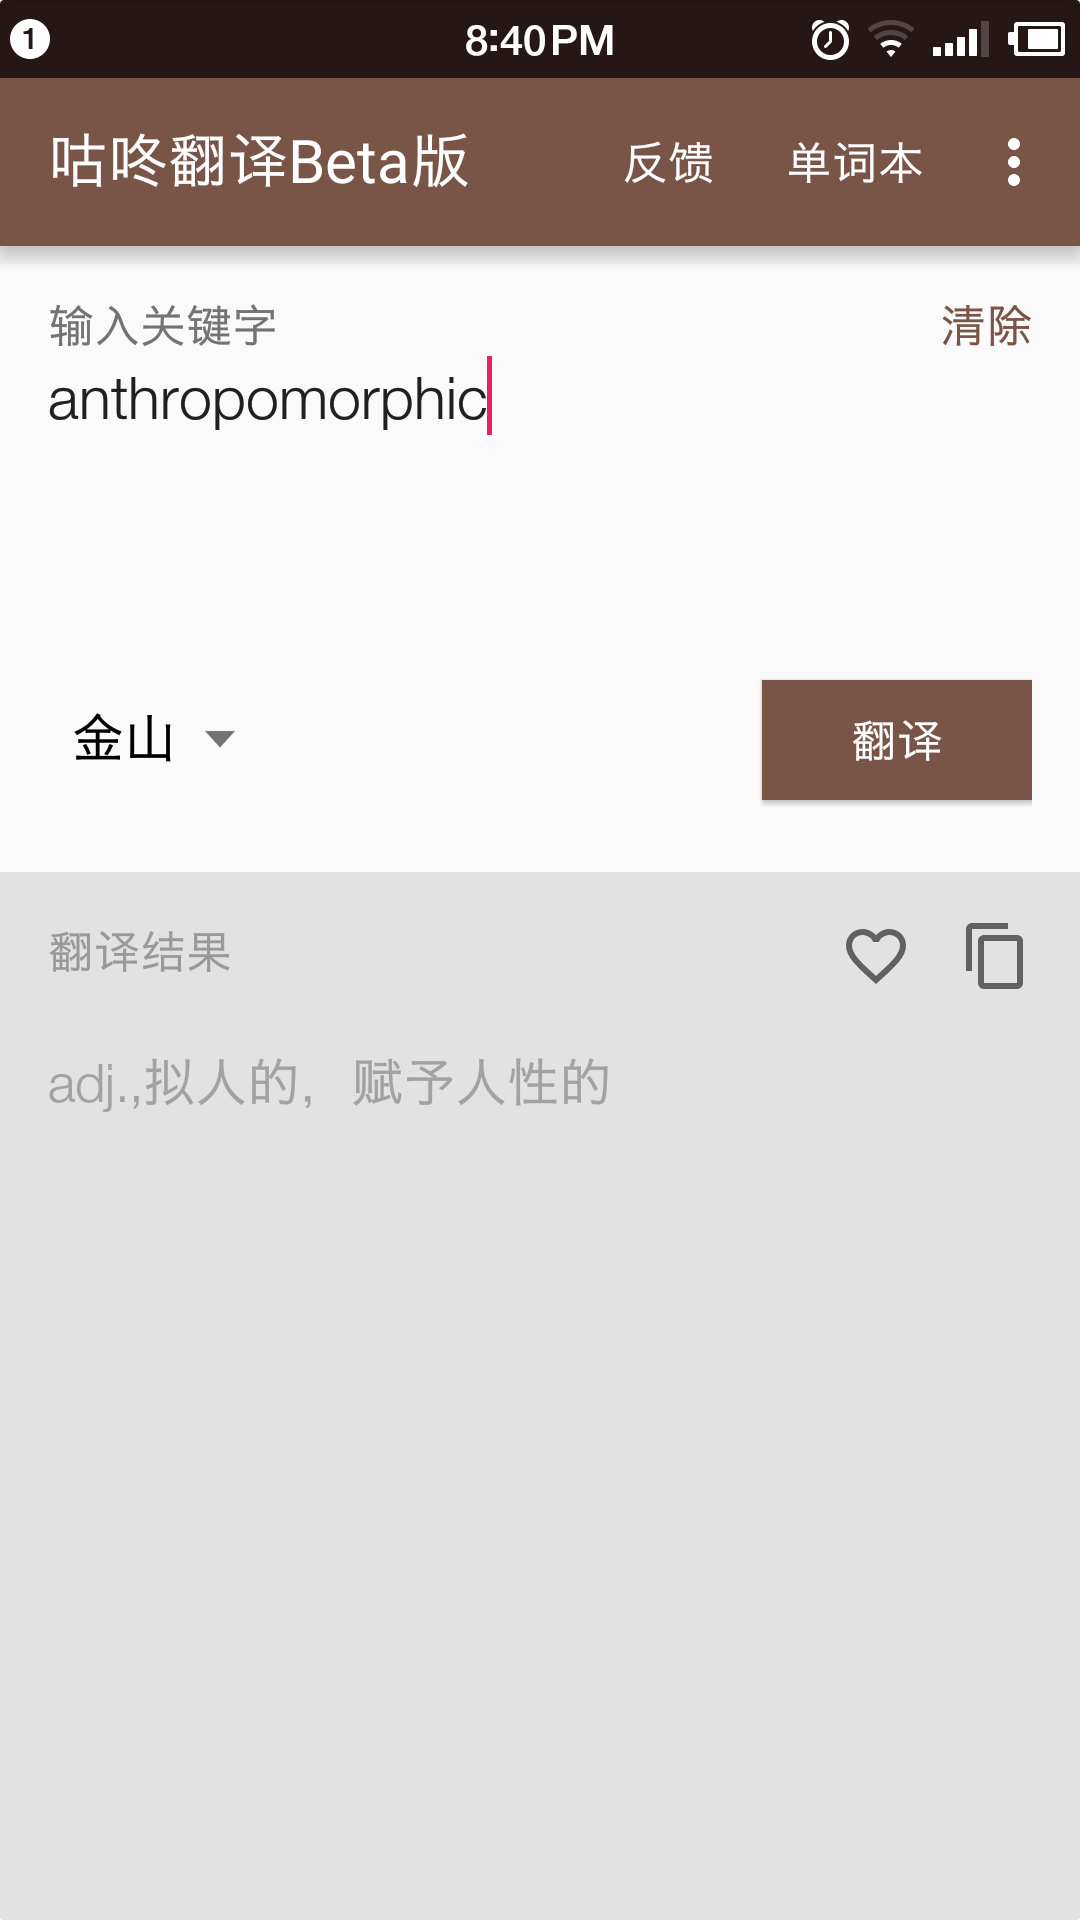 1 8:40 PM
咕咚翻译Beta版 反馈 单词本
输入关键字 清除
anthropomorphic
金山 翻译
翻译结果
adj.,拟人的，赋予人性的